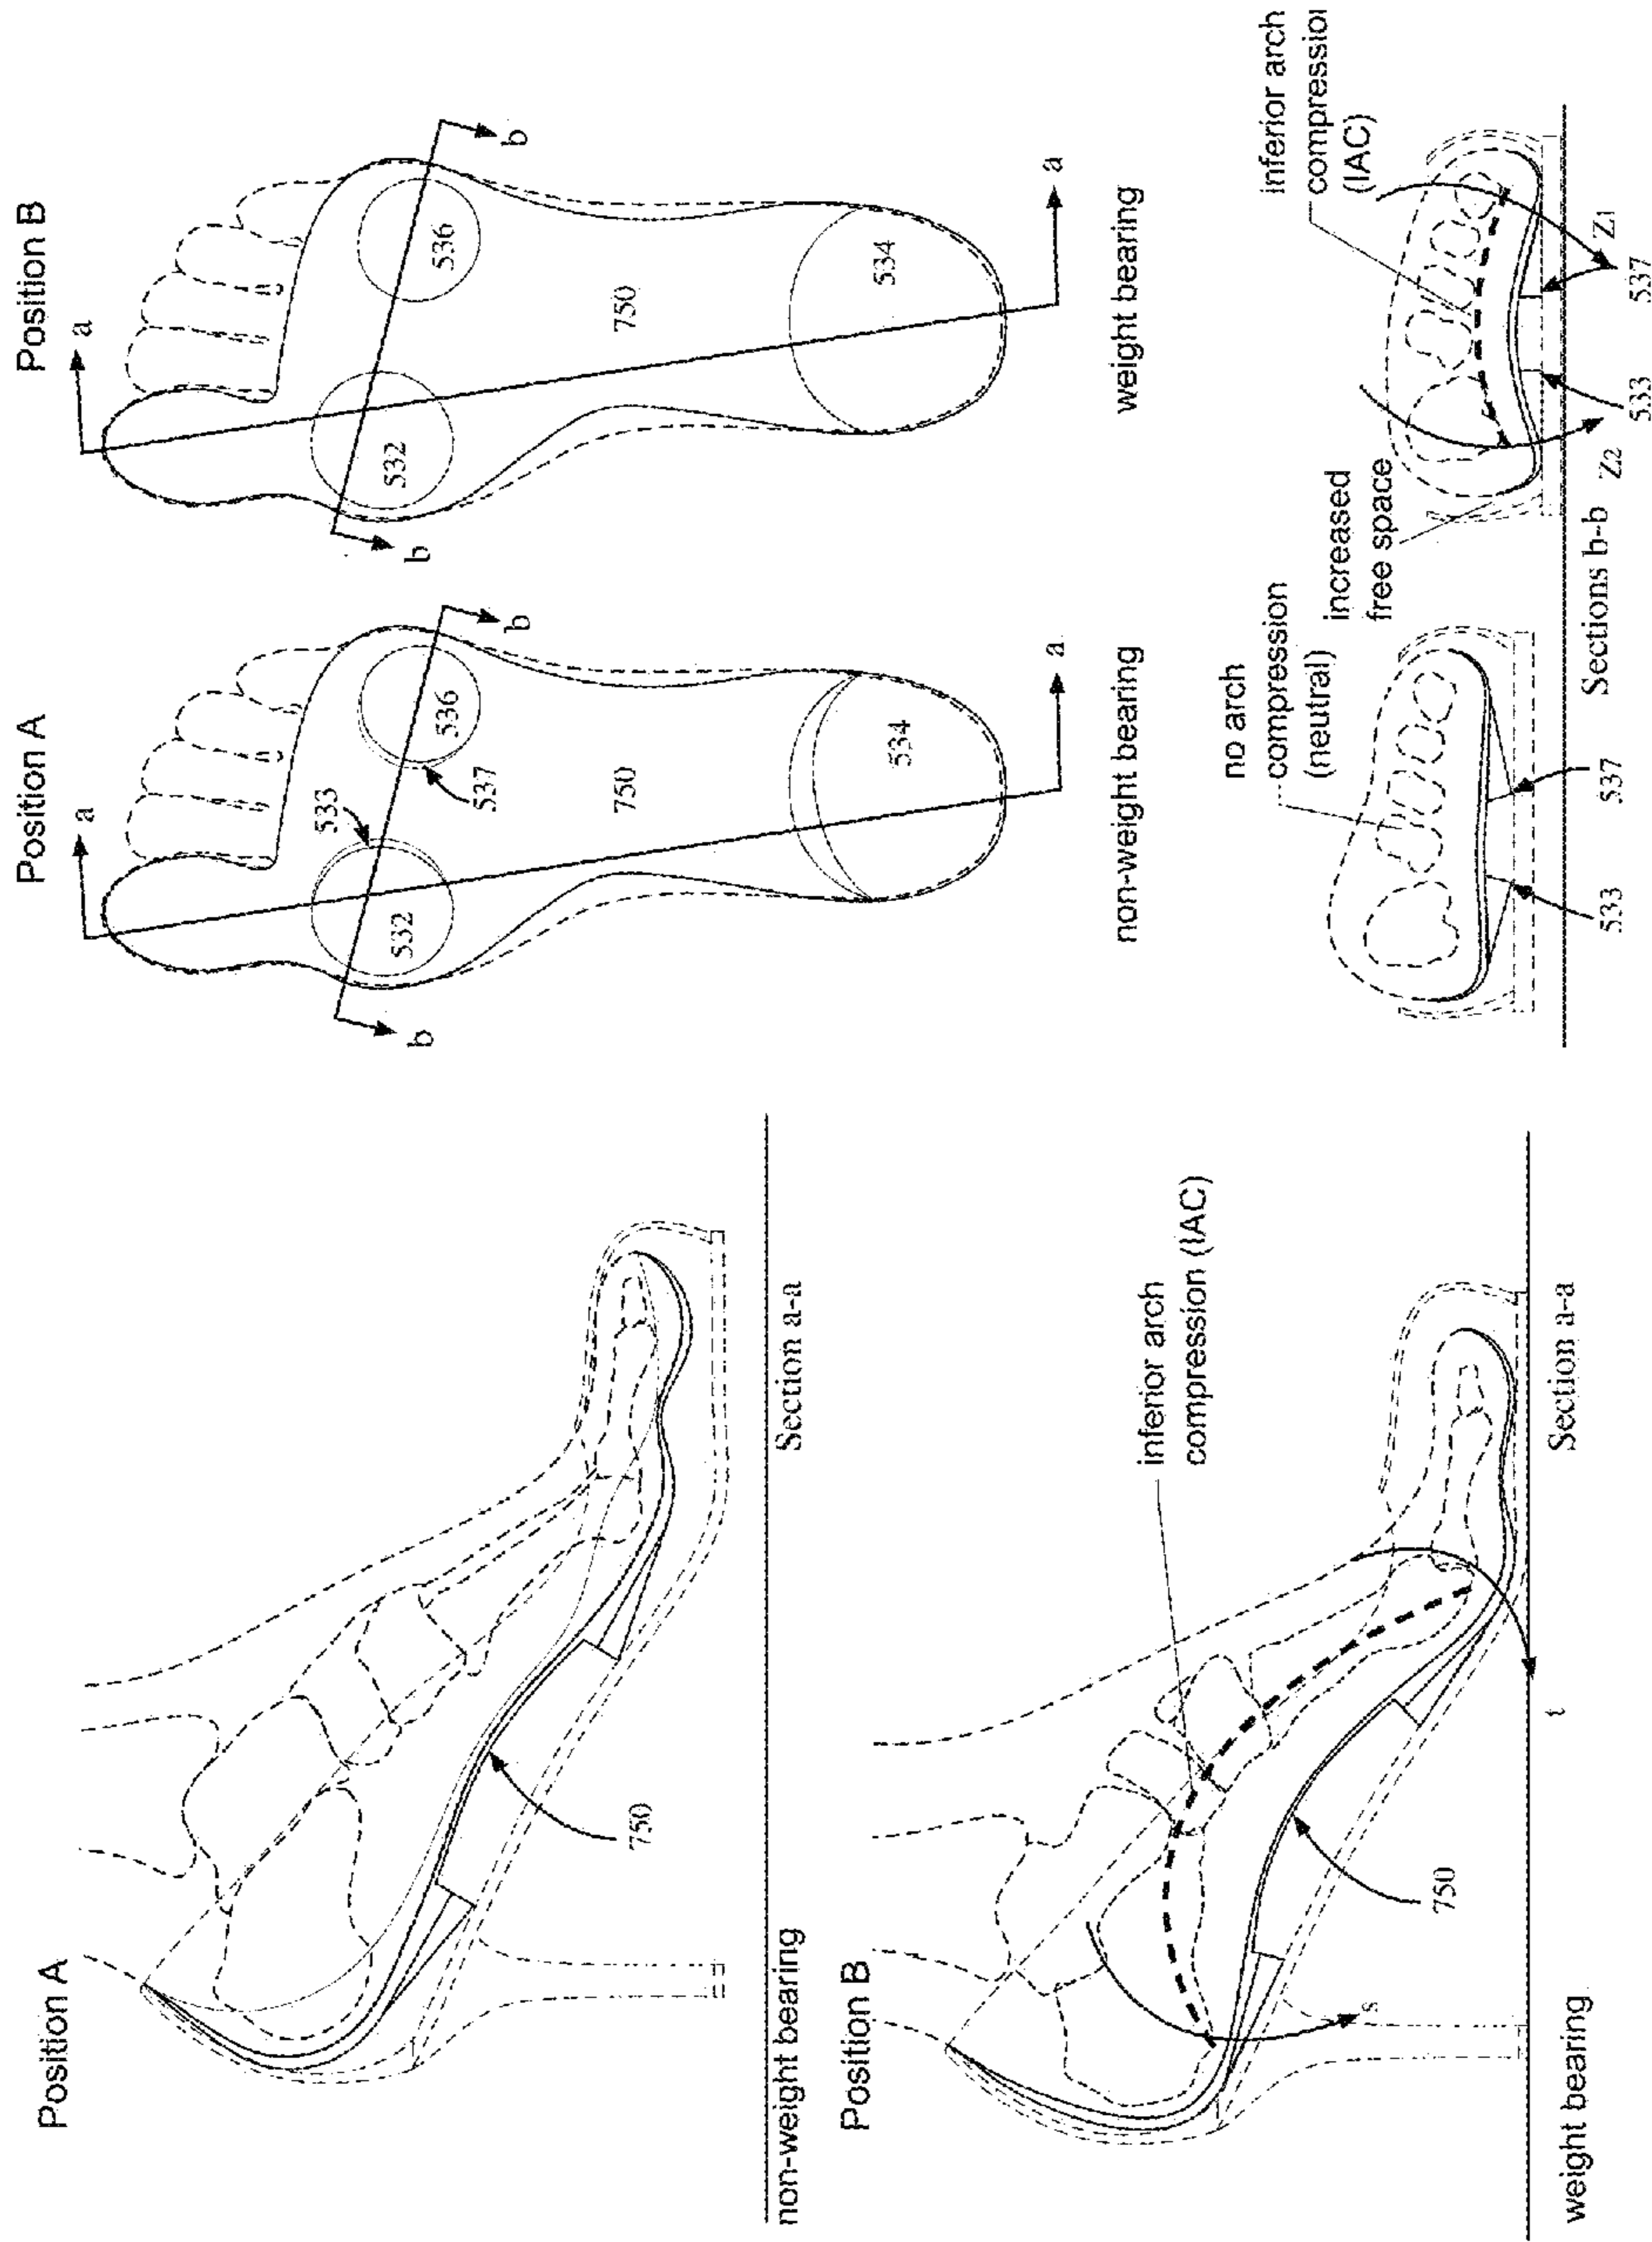 Position A
750
non-weight bearing
Section a-a
Position B
inferior arch
compression (IAC)
s
t
750
weight bearing
Section a-a
Position A
a
533
532
536
537
b
b
750
534
a
non-weight bearing
Position B
a
532
536
b
b
750
534
a
weight bearing
no arch
compression
(neutral)
533
537
increased
free space
inferior arch
compression
(IAC)
Z2
Z1
533
537
Sections b-b